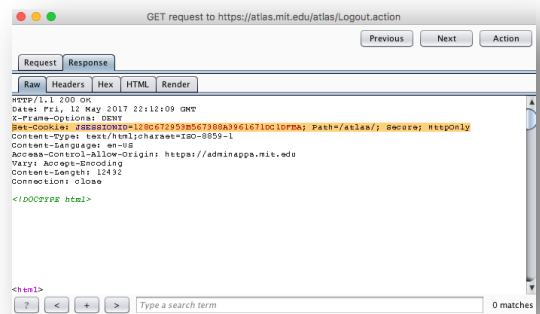 GET request to https://atlas.mit.edu/atlas/Logout.action
Previous Next Action
Request Response
Raw Headers Hex HTML Render
HTTP/1.1 200 OK
Date: Fri, 12 May 2017 22:12:09 GMT
X-Frame-Options: DENY
Set-Cookie: JSESSIONID=128C672953B567388A3961671DC1DFBA; Path=/atlas/; Secure; HttpOnly
Content-Type: text/html;charset=ISO-8859-1
Content-Language: en-US
Access-Control-Allow-Origin: https://adminapps.mit.edu
Vary: Accept-Encoding
Content-Length: 12432
Connection: close
<!DOCTYPE html>
<html>
? < + > Type a search term 0 matches